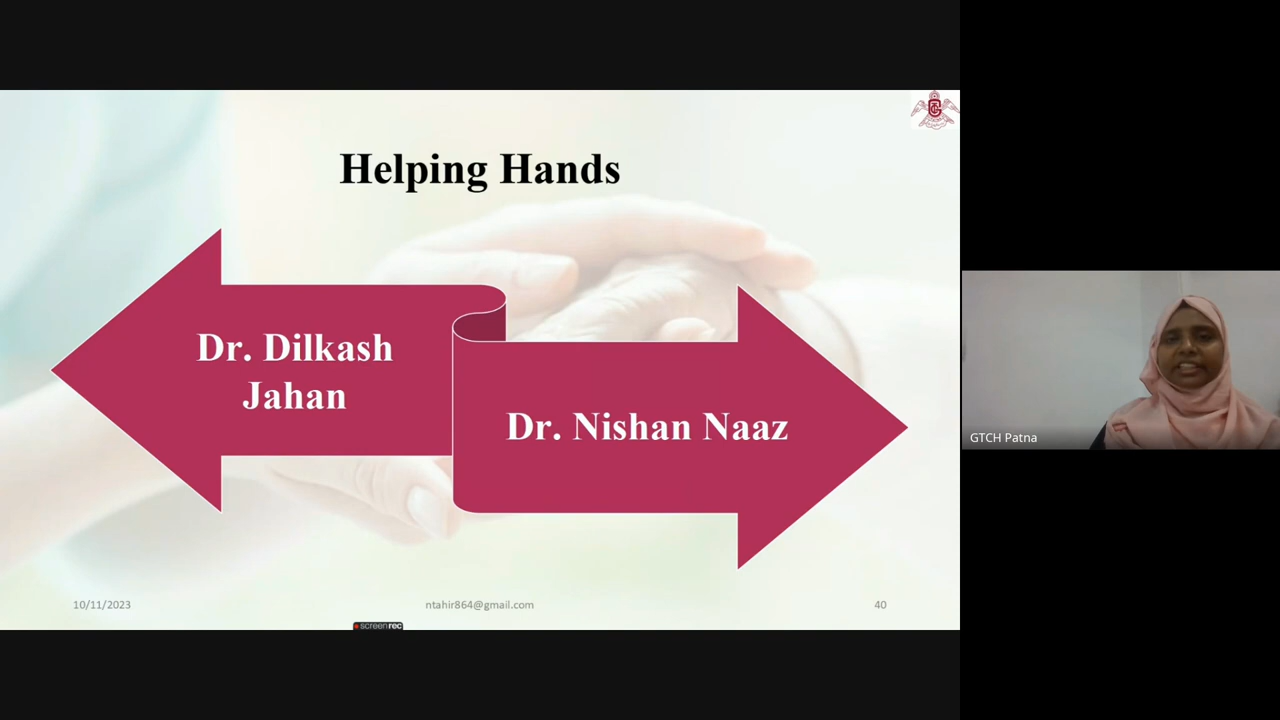 Helping Hands
Dr. Dilkash
Jahan
Dr. Nishan Naaz
GTCH Patna
10/11/2023
ntahir864@gmail.com
40
screenrec